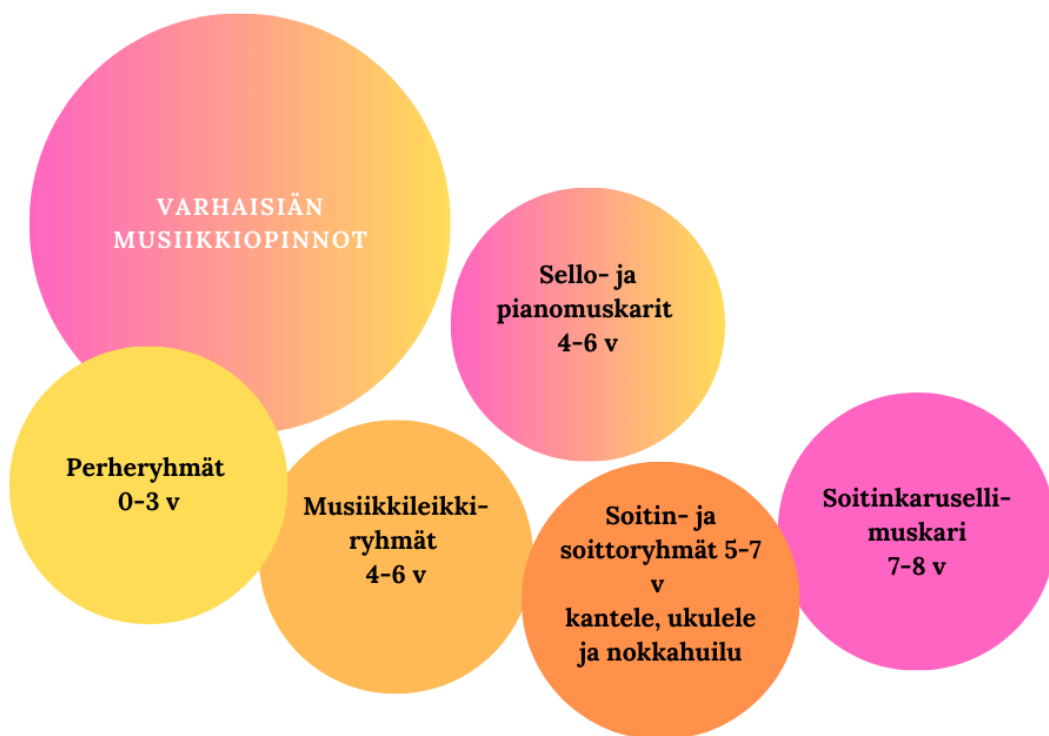 VARHAISIÄN
MUSIIKKIOPINNOT
Sello- ja
pianomuskarit
4-6 v
Perheryhmät
0-3 v
Musiikkileikki-
ryhmät
4-6 v
Soitin- ja
soittoryhmät 5-7
v
kantele, ukulele
ja nokkahuilu
Soitinkaruselli-
muskari
7-8 v